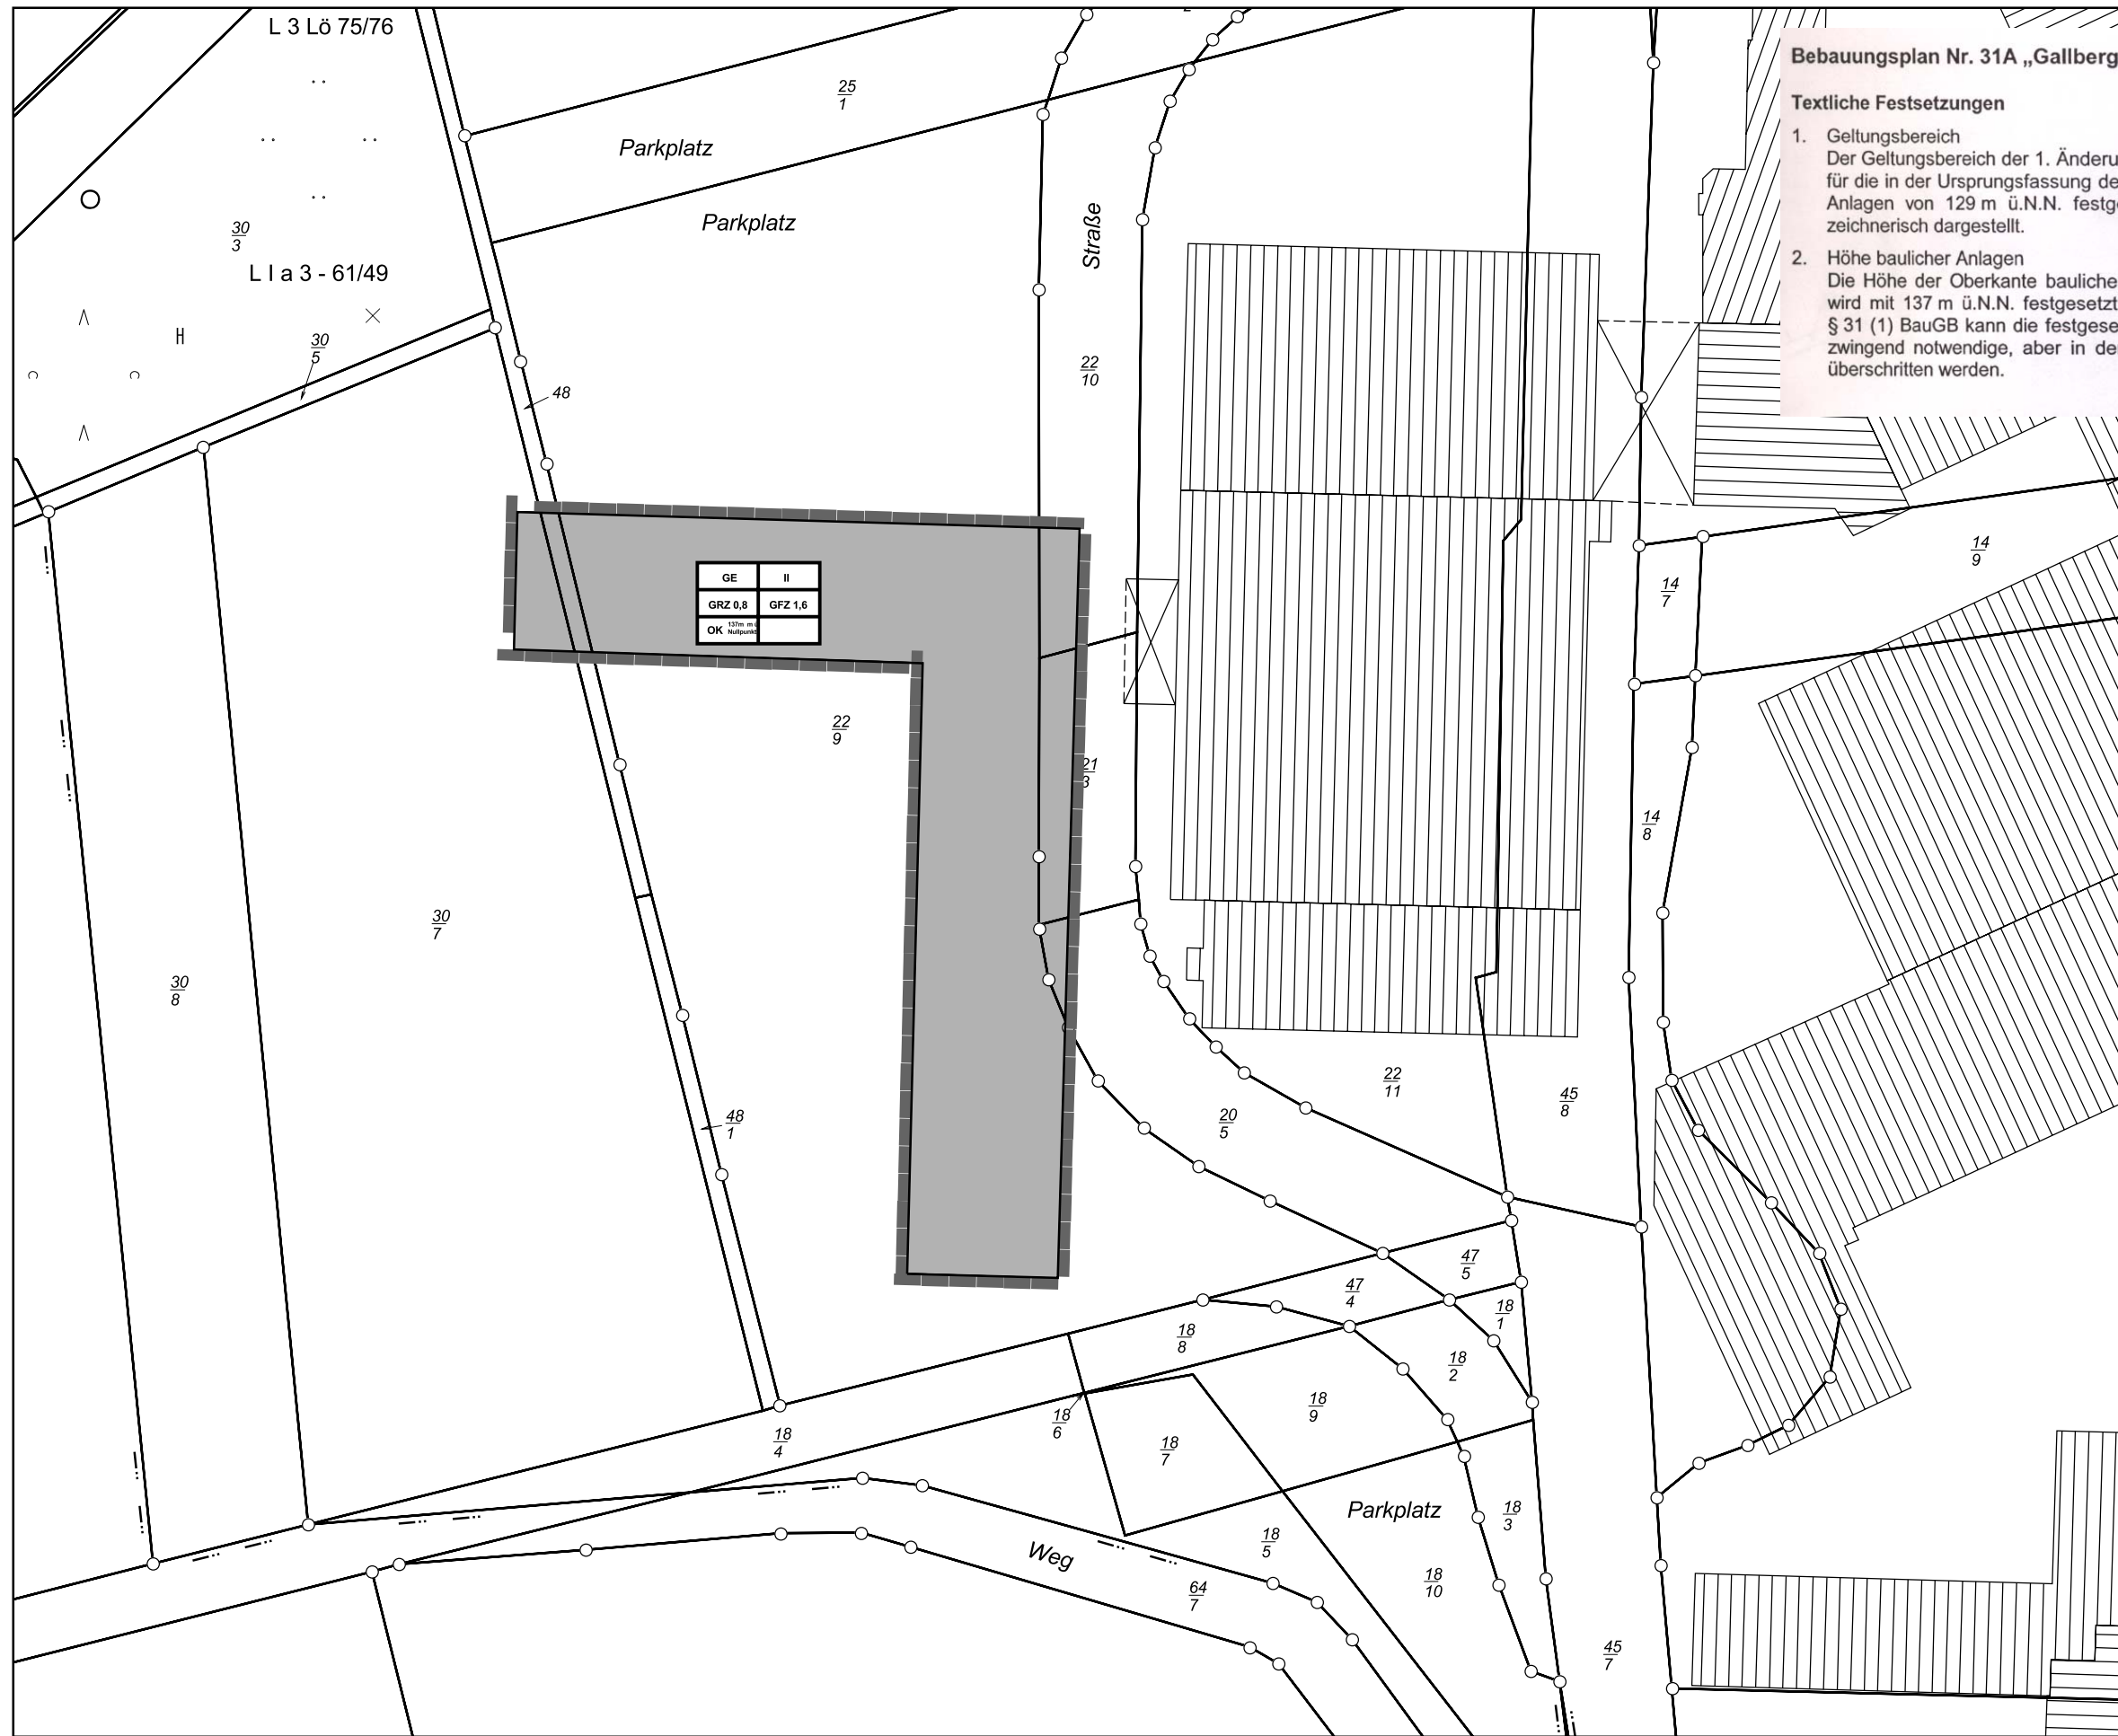 L 3 Lö 75/76
25
1
Parkplatz
Parkplatz
Straße
30
3
L I a 3 - 61/49
30
5
48
22
10
Bebauungsplan Nr. 31A „Gallberg
Textliche Festsetzungen
1. Geltungsbereich
Der Geltungsbereich der 1. Änderu
für die in der Ursprungsfassung de
Anlagen von 129 m ü.N.N. festg
zeichnerisch dargestellt.
2. Höhe baulicher Anlagen
Die Höhe der Oberkante bauliche
wird mit 137 m ü.N.N. festgesetzt
§ 31 (1) BauGB kann die festgese
zwingend notwendige, aber in de
überschritten werden.
GE II
GRZ 0,8 GFZ 1,6
OK 137m m
Nullpunkt
14
9
14
7
22
9
21
3
14
8
30
7
30
8
48
1
22
11
45
8
20
5
47
5
47
4
18
1
18
8
18
2
18
9
18
6
18
7
18
4
Parkplatz
18
3
18
5
Weg
18
10
64
7
45
7